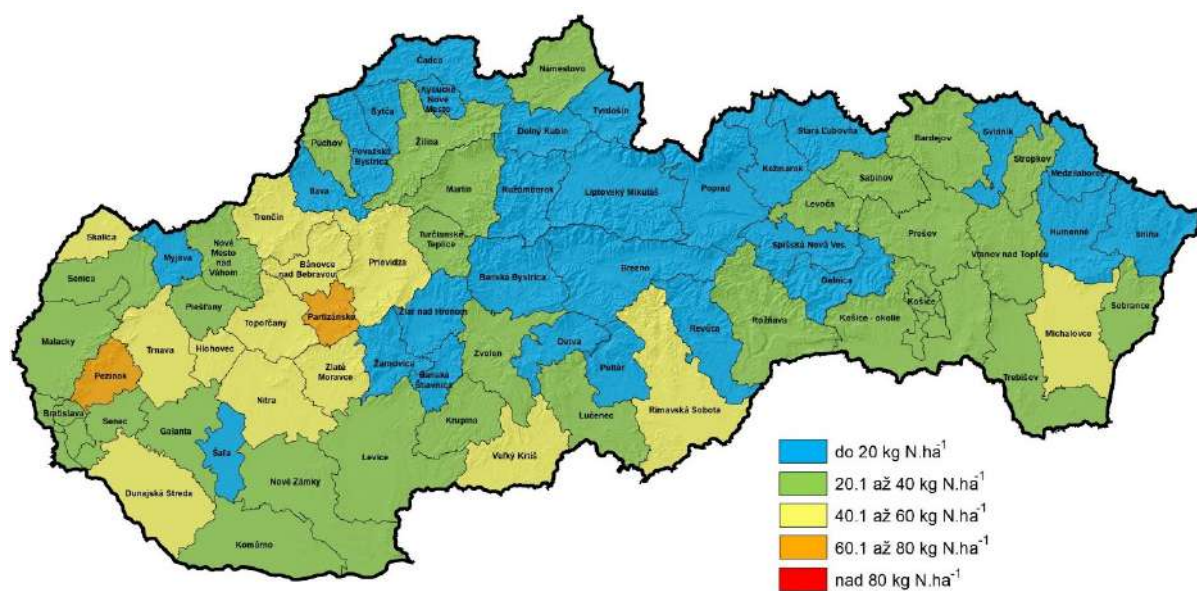 Čadca
Námestovo
Kysucké
Nové
Mesto
Bytča
Tvrdošín
Púchov
Považská
Bystrica
Žilina
Dolný Kubín
Stará Ľubovňa
Kežmarok
Bardejov
Svidník
Stropkov
Medzilaborce
Ilava
Martin
Ružomberok
Liptovský Mikuláš
Poprad
Sabinov
Levoča
Trenčín
Turčianske
Teplice
Prešov
Humenné
Snina
Skalica
Myjava
Nové
Mesto
nad
Váhom
Bánovce
nad Bebravou
Prievidza
Banská Bystrica
Brezno
Spišská Nová Ves
Gelnica
Vranov nad Topľou
Senica
Piešťany
Partizánske
Topoľčany
Žiar nad Hronom
Košice
Košice - okolie
Sobrance
Michalovce
Malacky
Trnava
Hlohovec
Zlaté
Moravce
Žarnovica
Banská
Štiavnica
Zvolen
Detva
Poltár
Revúca
Rožňava
Pezinok
Nitra
Trebišov
Bratislava
Senec
Galanta
Šaľa
Levice
Krupina
Lučenec
Rimavská Sobota
Veľký Krtíš
Dunajská Streda
Nové Zámky
Komárno
do 20 kg N.ha-1
20.1 až 40 kg N.ha-1
40.1 až 60 kg N.ha-1
60.1 až 80 kg N.ha-1
nad 80 kg N.ha-1